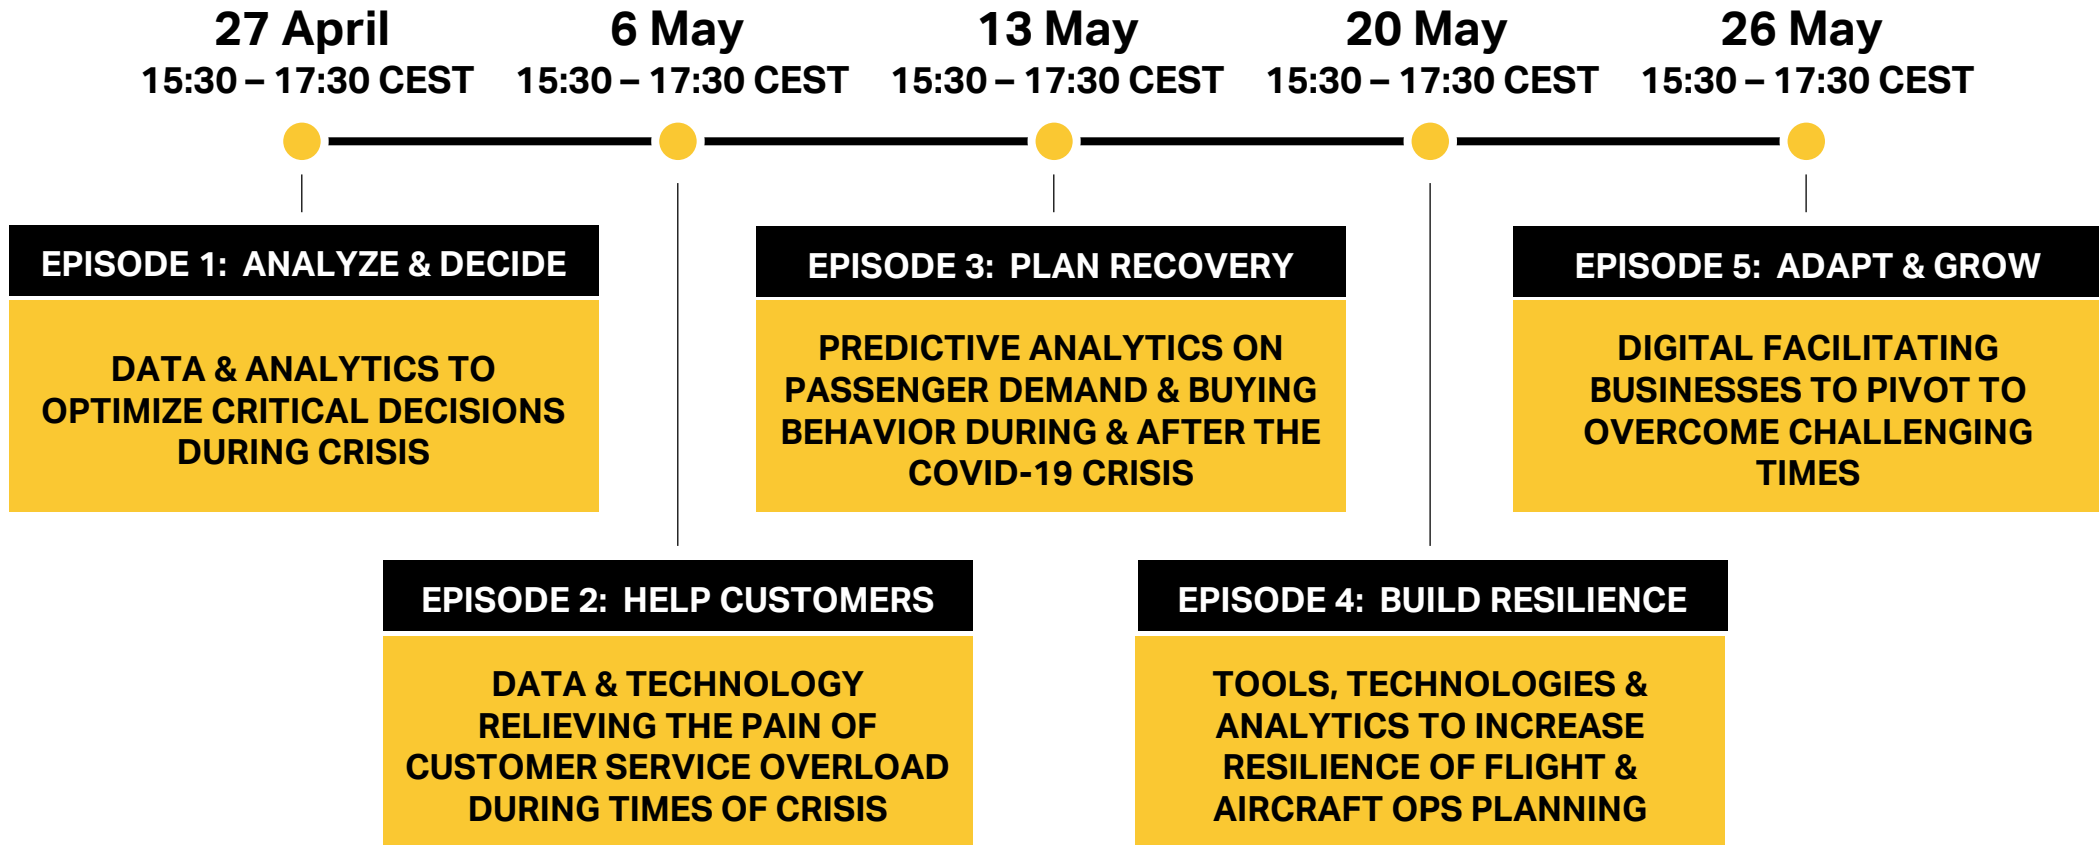 27 April
15:30 – 17:30 CEST
6 May
15:30 – 17:30 CEST
13 May
15:30 – 17:30 CEST
20 May
15:30 – 17:30 CEST
26 May
15:30 – 17:30 CEST
EPISODE 1: ANALYZE & DECIDE
DATA & ANALYTICS TO
OPTIMIZE CRITICAL DECISIONS
DURING CRISIS
EPISODE 2: HELP CUSTOMERS
DATA & TECHNOLOGY
RELIEVING THE PAIN OF
CUSTOMER SERVICE OVERLOAD
DURING TIMES OF CRISIS
EPISODE 3: PLAN RECOVERY
PREDICTIVE ANALYTICS ON
PASSENGER DEMAND & BUYING
BEHAVIOR DURING & AFTER THE
COVID-19 CRISIS
EPISODE 4: BUILD RESILIENCE
TOOLS, TECHNOLOGIES &
ANALYTICS TO INCREASE
RESILIENCE OF FLIGHT &
AIRCRAFT OPS PLANNING
EPISODE 5: ADAPT & GROW
DIGITAL FACILITATING
BUSINESSES TO PIVOT TO
OVERCOME CHALLENGING
TIMES